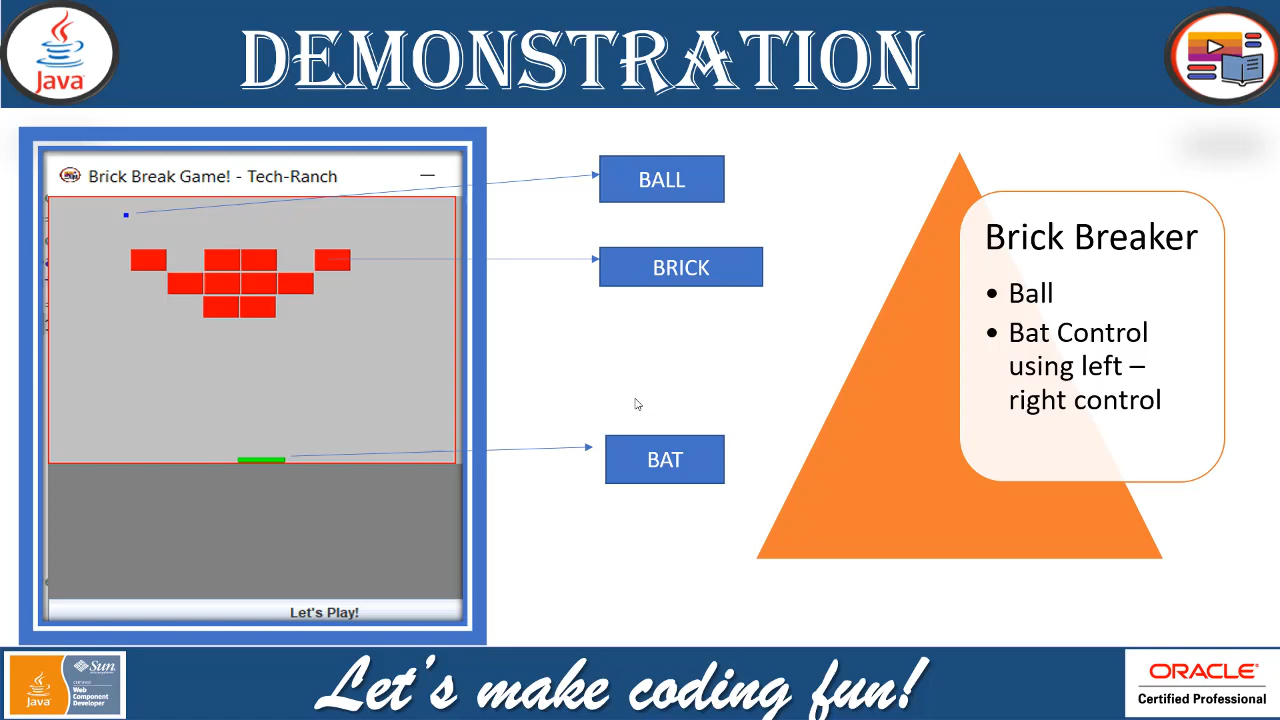 Java
DEMONSTRATION
Brick Break Game! - Tech-Ranch
BALL
BRICK
BAT
Let's Play!
Brick Breaker
• Ball
• Bat Control
using left –
right control
Java
Sun
CERTIFIED
Web
Component
Developer
Let's make coding fun!
ORACLE
Certified Professional